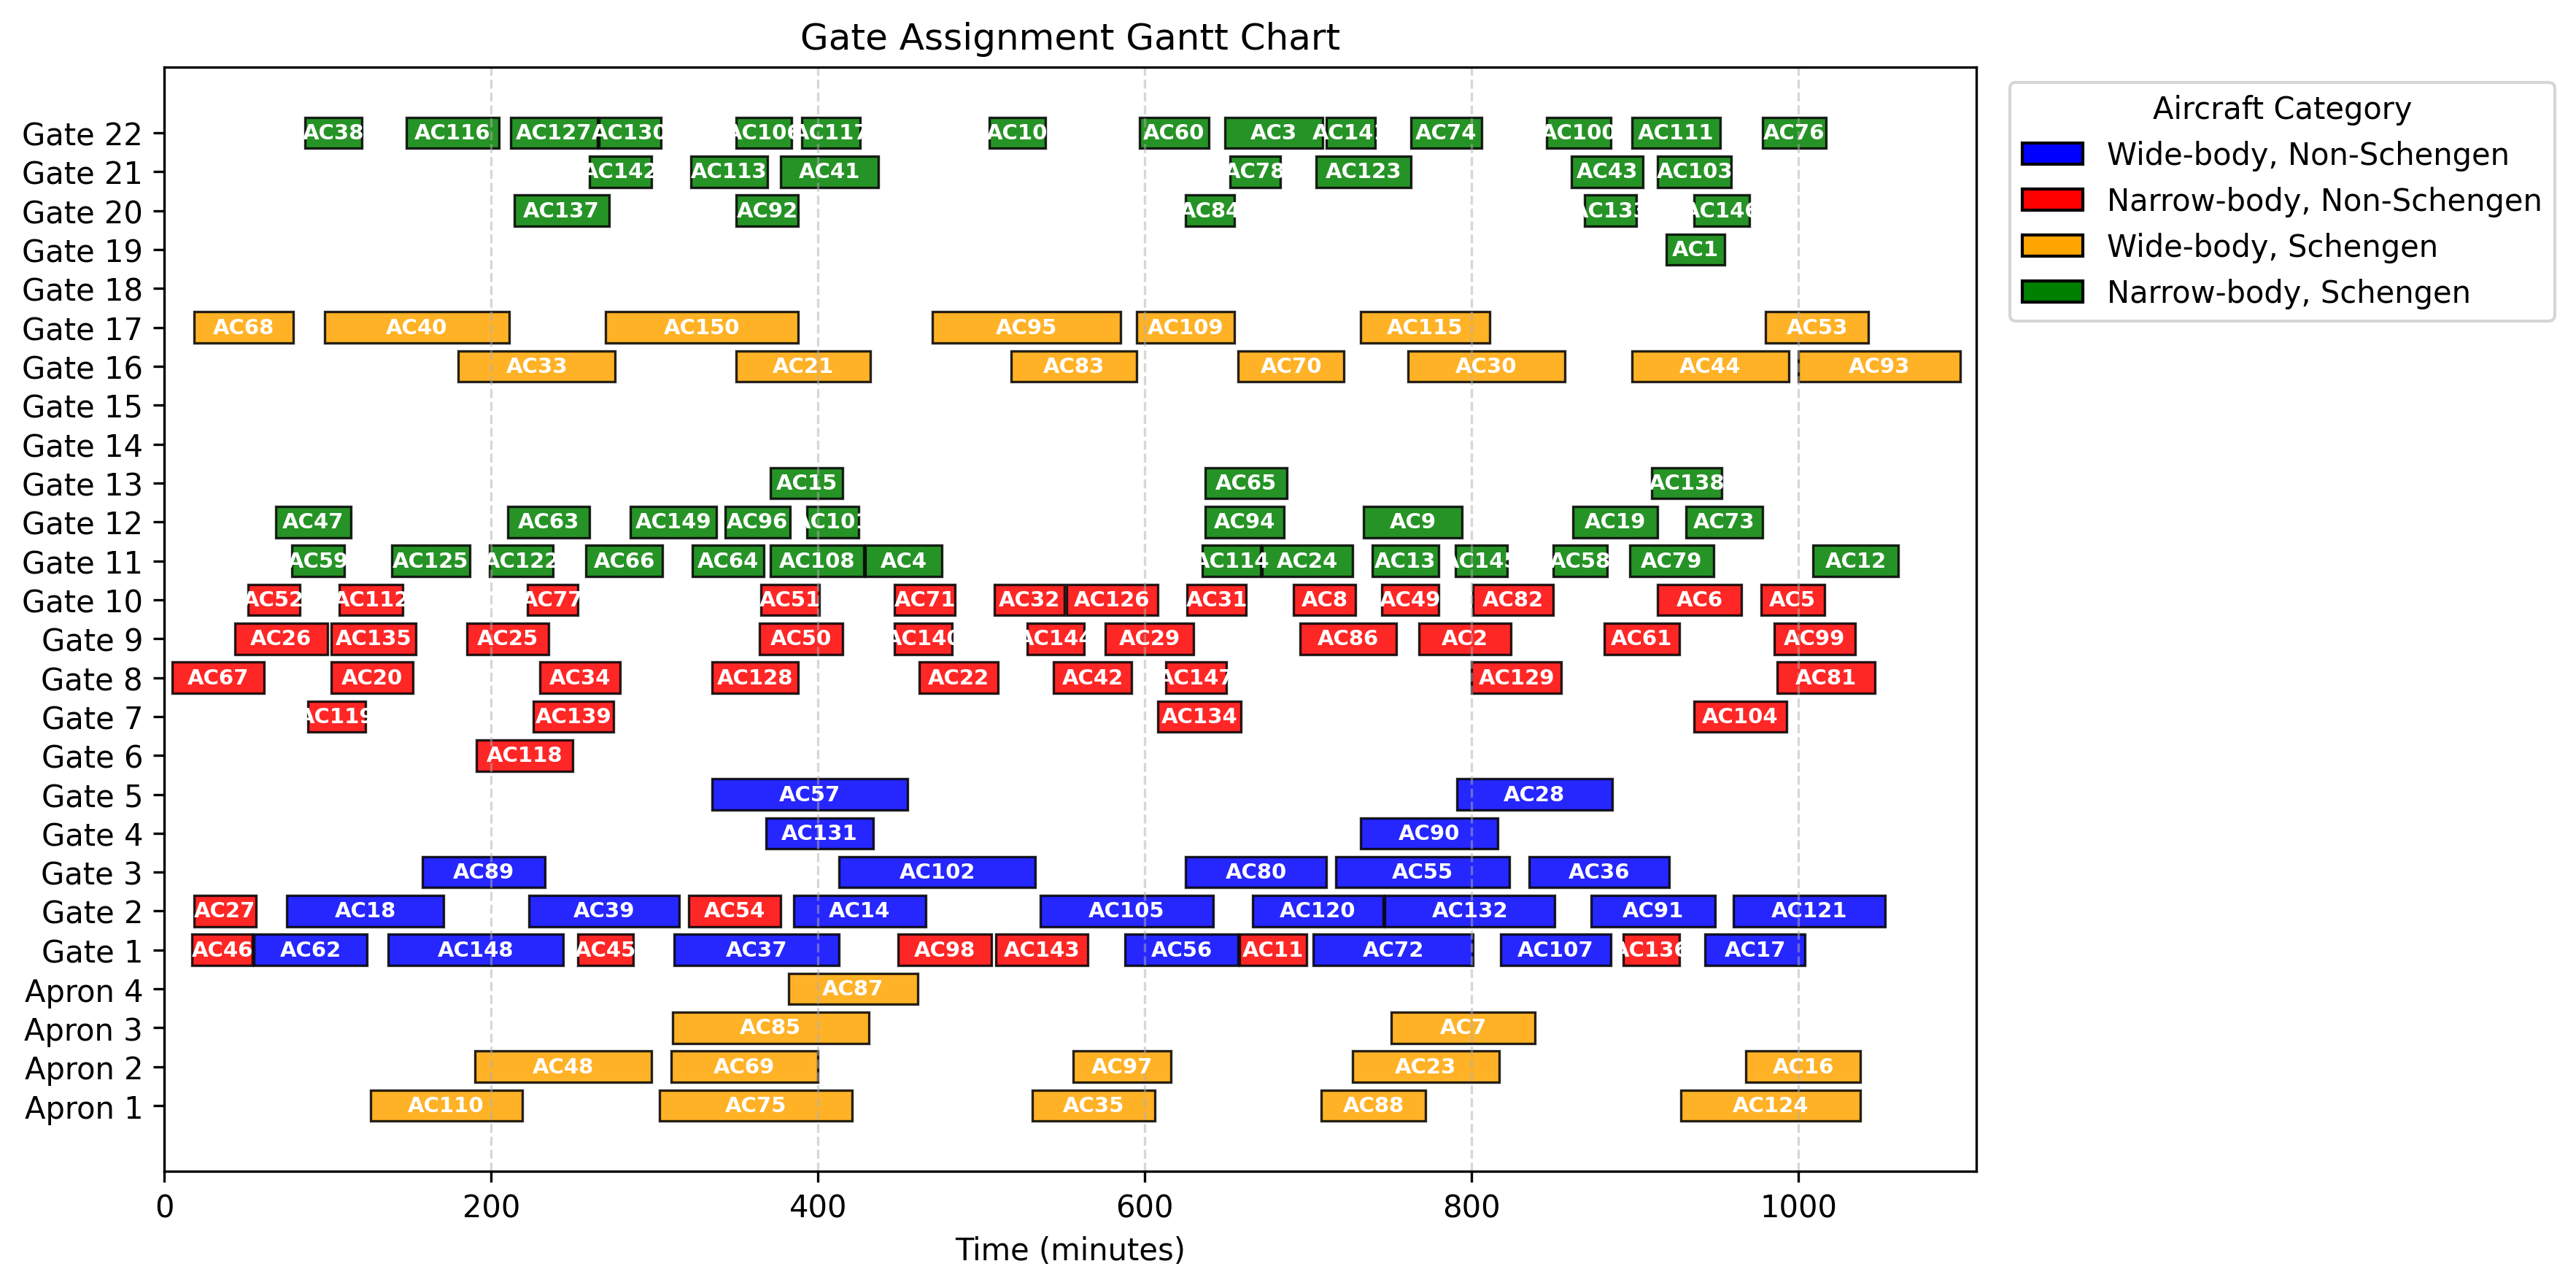 Gate Assignment Gantt Chart
Aircraft Category
Wide-body, Non-Schengen
Narrow-body, Non-Schengen
Wide-body, Schengen
Narrow-body, Schengen
Gate 22 AC38 AC116 AC127 AC130 AC106 AC117 AC10 AC60 AC3 AC74 AC100 AC111 AC76
Gate 21 AC142 AC113 AC41 AC78 AC123 AC43 AC103
Gate 20 AC137 AC92 AC84 AC133 AC146
Gate 19 AC1
Gate 18
Gate 17 AC68 AC40 AC150 AC95 AC109 AC115 AC53
Gate 16 AC33 AC21 AC83 AC70 AC30 AC44 AC93
Gate 15
Gate 14
Gate 13 AC15 AC65 AC138
Gate 12 AC47 AC63 AC149 AC96 AC101 AC94 AC9 AC19 AC73
Gate 11 AC59 AC125 AC122 AC66 AC64 AC108 AC4 AC114 AC24 AC13 AC145 AC58 AC79 AC12
Gate 10 AC52 AC112 AC77 AC51 AC71 AC32 AC126 AC31 AC8 AC49 AC82 AC6 AC5
Gate 9 AC26 AC135 AC25 AC50 AC140 AC144 AC29 AC86 AC2 AC61 AC99
Gate 8 AC67 AC20 AC34 AC128 AC22 AC42 AC147 AC129 AC81
Gate 7 AC119 AC139 AC134 AC104
Gate 6 AC118
Gate 5 AC57 AC28
Gate 4 AC131 AC90
Gate 3 AC89 AC102 AC80 AC55 AC36
Gate 2 AC27 AC18 AC39 AC54 AC14 AC105 AC120 AC132 AC91 AC121
Gate 1 AC46 AC62 AC148 AC45 AC37 AC98 AC143 AC56 AC11 AC72 AC107 AC136 AC17
Apron 4 AC87
Apron 3 AC85 AC7
Apron 2 AC48 AC69 AC97 AC23 AC16
Apron 1 AC110 AC75 AC35 AC88 AC124
0 200 400 600 800 1000
Time (minutes)